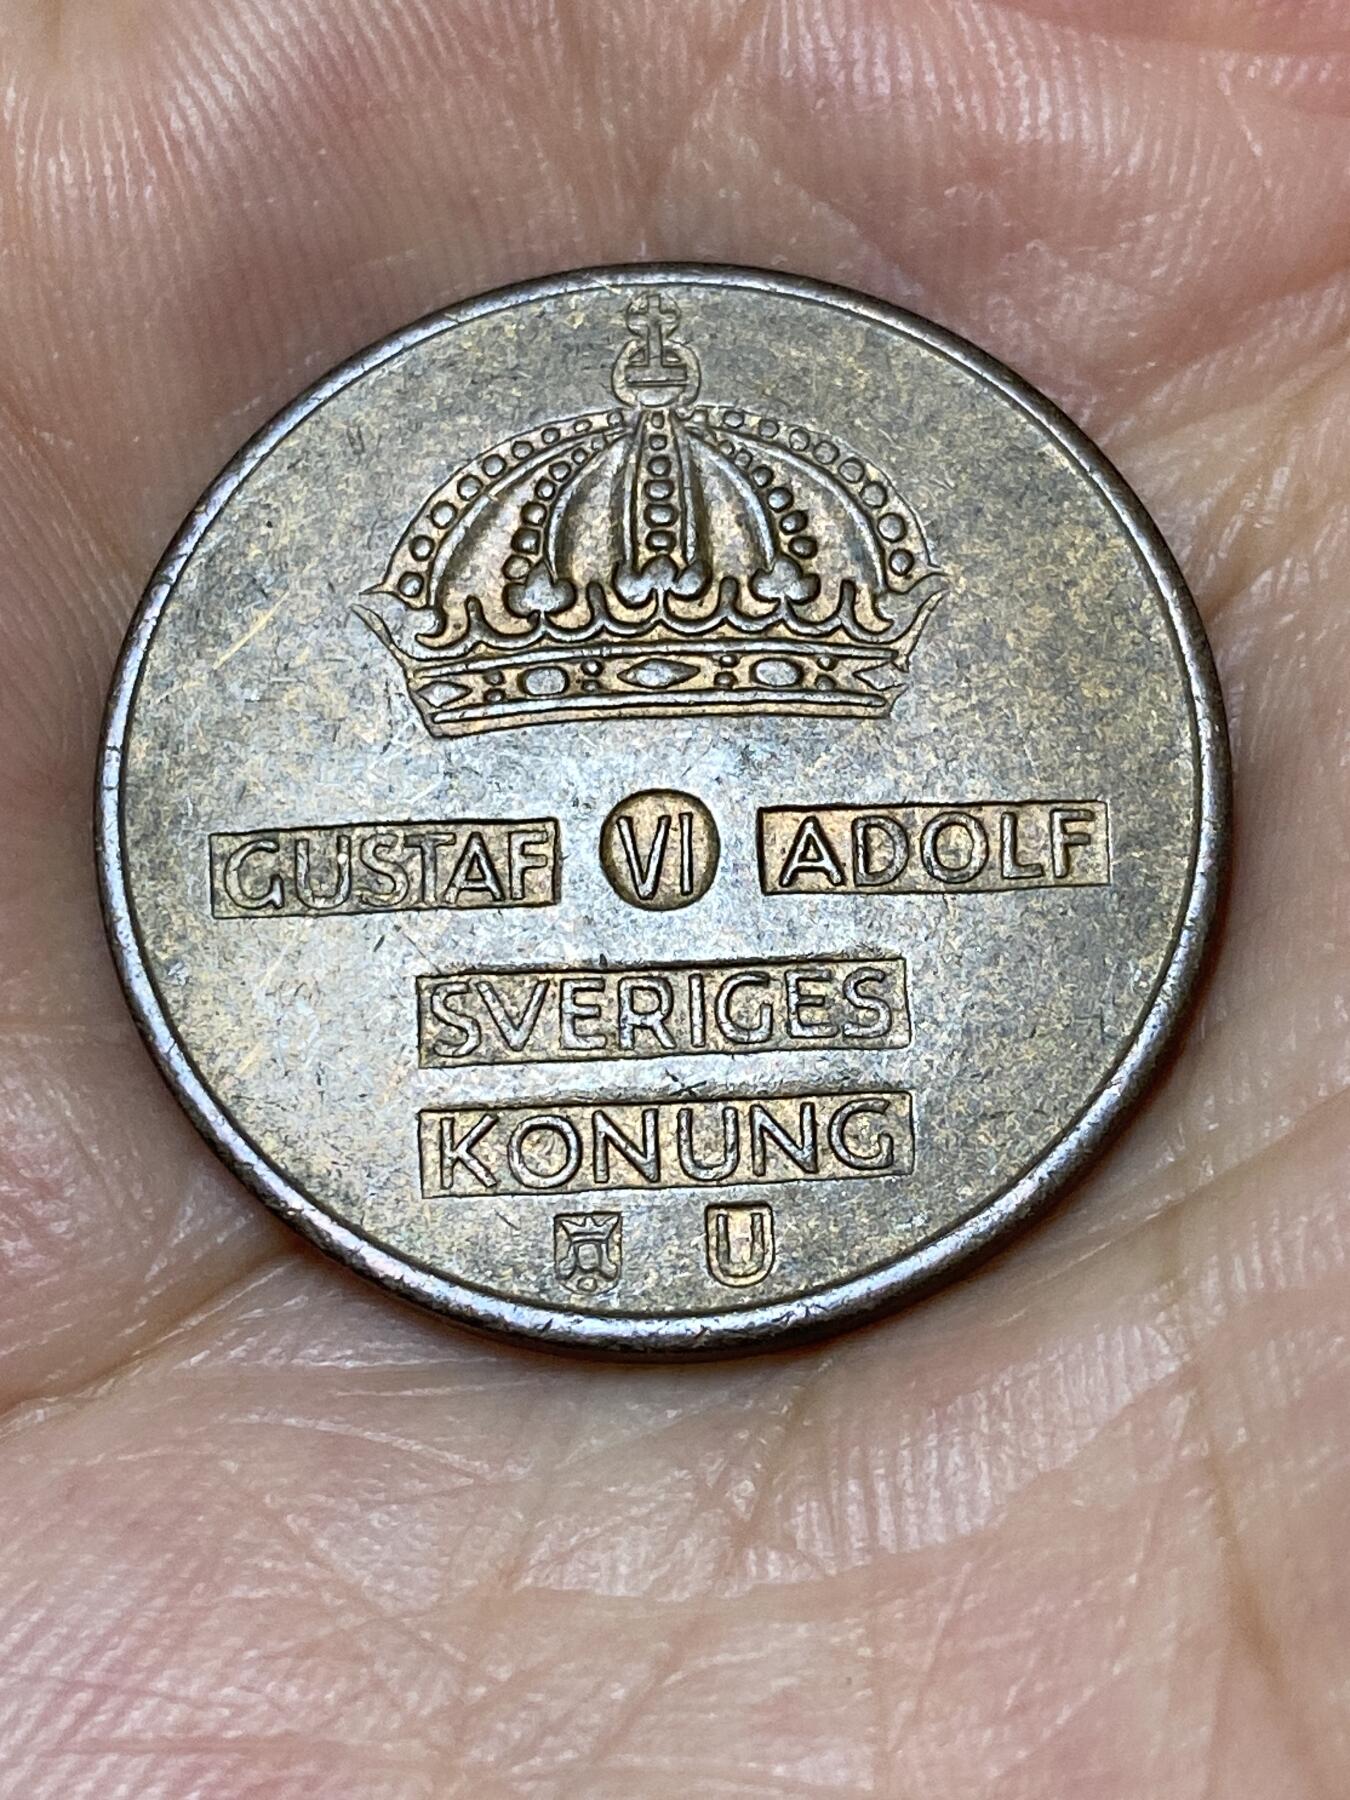 GUSTAF VI ADOLF
SVERIGES
KONUNG
U